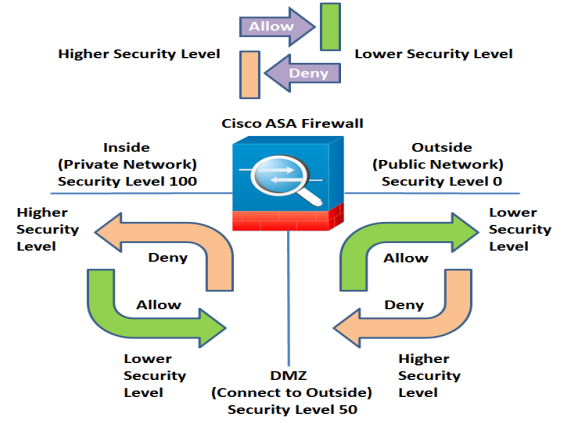 Allow
Higher Security Level
Lower Security Level
Deny
Cisco ASA Firewall
Inside
(Private Network)
Security Level 100
Outside
(Public Network)
Security Level 0
Higher
Security
Level
Deny
Allow
Lower
Security
Level
Lower
Security
Level
Allow
Deny
Higher
Security
Level
DMZ
(Connect to Outside)
Security Level 50